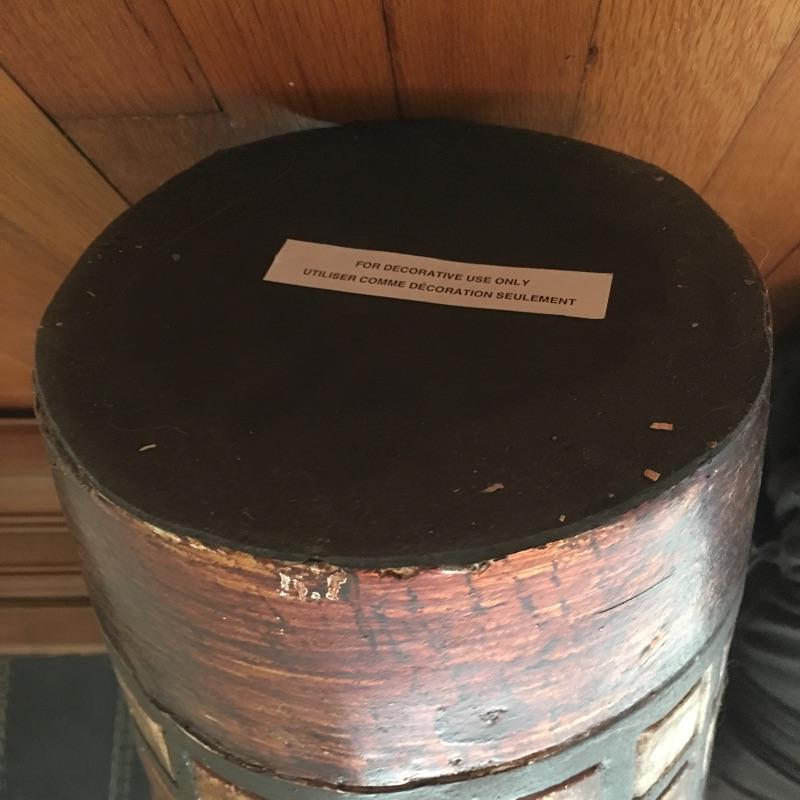 FOR DECORATIVE USE ONLY
UTILISER COMME DÉCORATION SEULEMENT